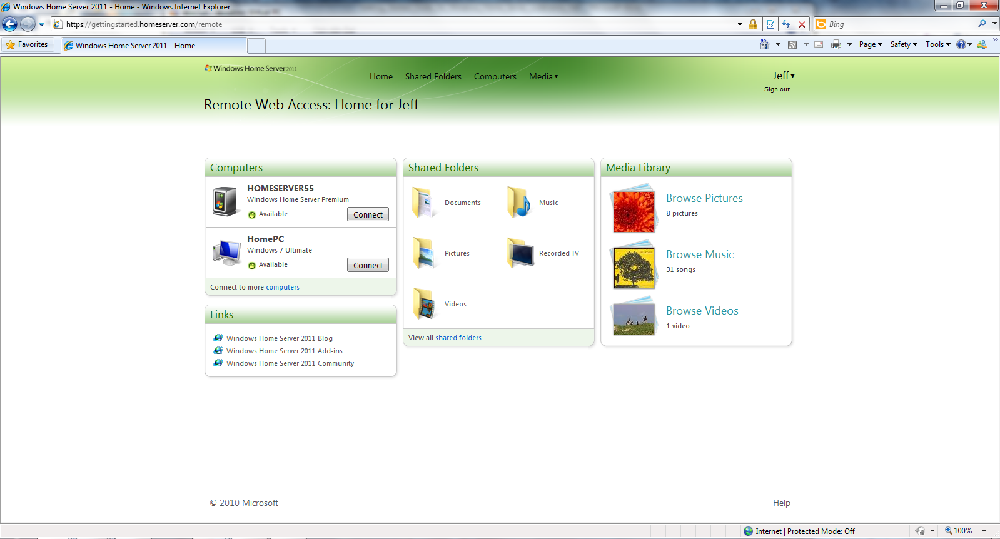 Windows Home Server 2011 - Home - Windows Internet Explorer
https://gettingstarted.homeserver.com/remote
Bing
Favorites
Windows Home Server 2011 - Home
Page
Safety
Tools
Windows Home Server 2011
Home Shared Folders Computers Media
Jeff
Sign out
Remote Web Access: Home for Jeff
Computers
HOMESERVER55
Windows Home Server Premium
Available
Connect
HomePC
Windows 7 Ultimate
Available
Connect
Connect to more computers
Links
Windows Home Server 2011 Blog
Windows Home Server 2011 Add-ins
Windows Home Server 2011 Community
Shared Folders
Documents
Music
Pictures
Recorded TV
Videos
View all shared folders
Media Library
Browse Pictures
8 pictures
Browse Music
31 songs
Browse Videos
1 video
© 2010 Microsoft
Help
Internet | Protected Mode: Off
100%